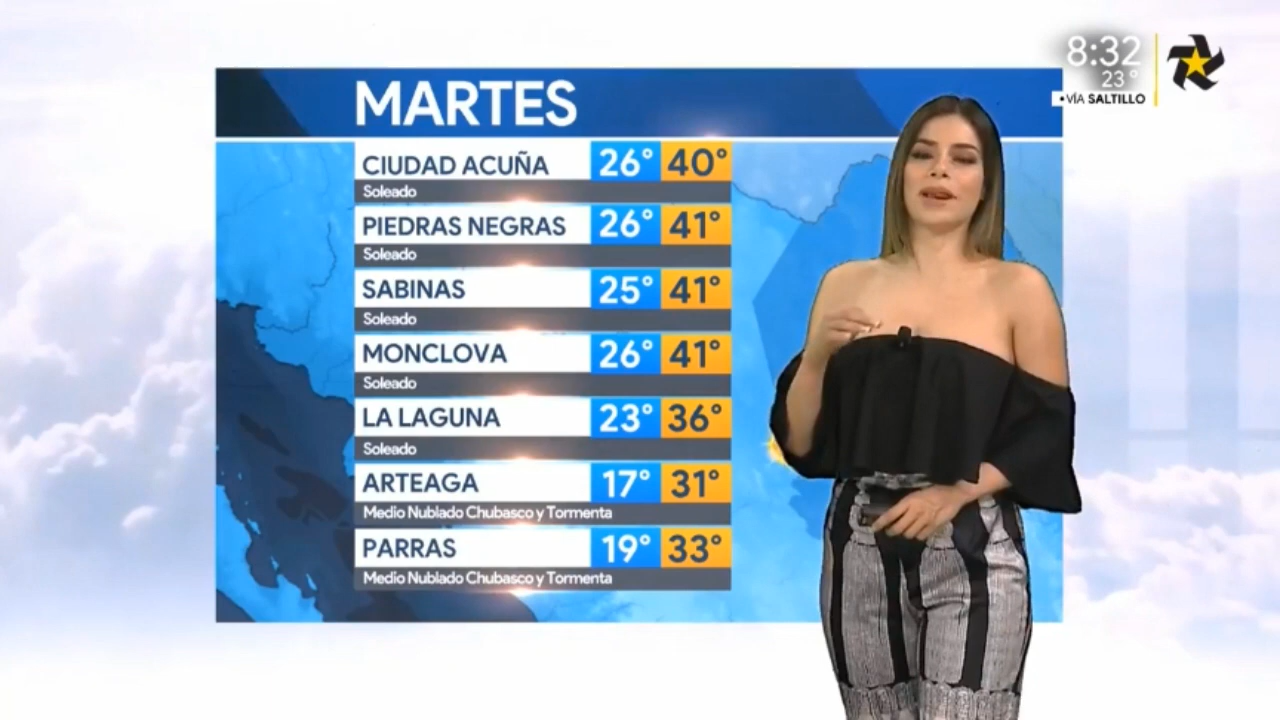 8:32
23°
•VÍA SALTILLO
MARTES
CIUDAD ACUÑA 26° 40°
Soleado
PIEDRAS NEGRAS 26° 41°
Soleado
SABINAS 25° 41°
Soleado
MONCLOVA 26° 41°
Soleado
LA LAGUNA 23° 36°
Soleado
ARTEAGA 17° 31°
Medio Nublado Chubasco y Tormenta
PARRAS 19° 33°
Medio Nublado Chubasco y Tormenta